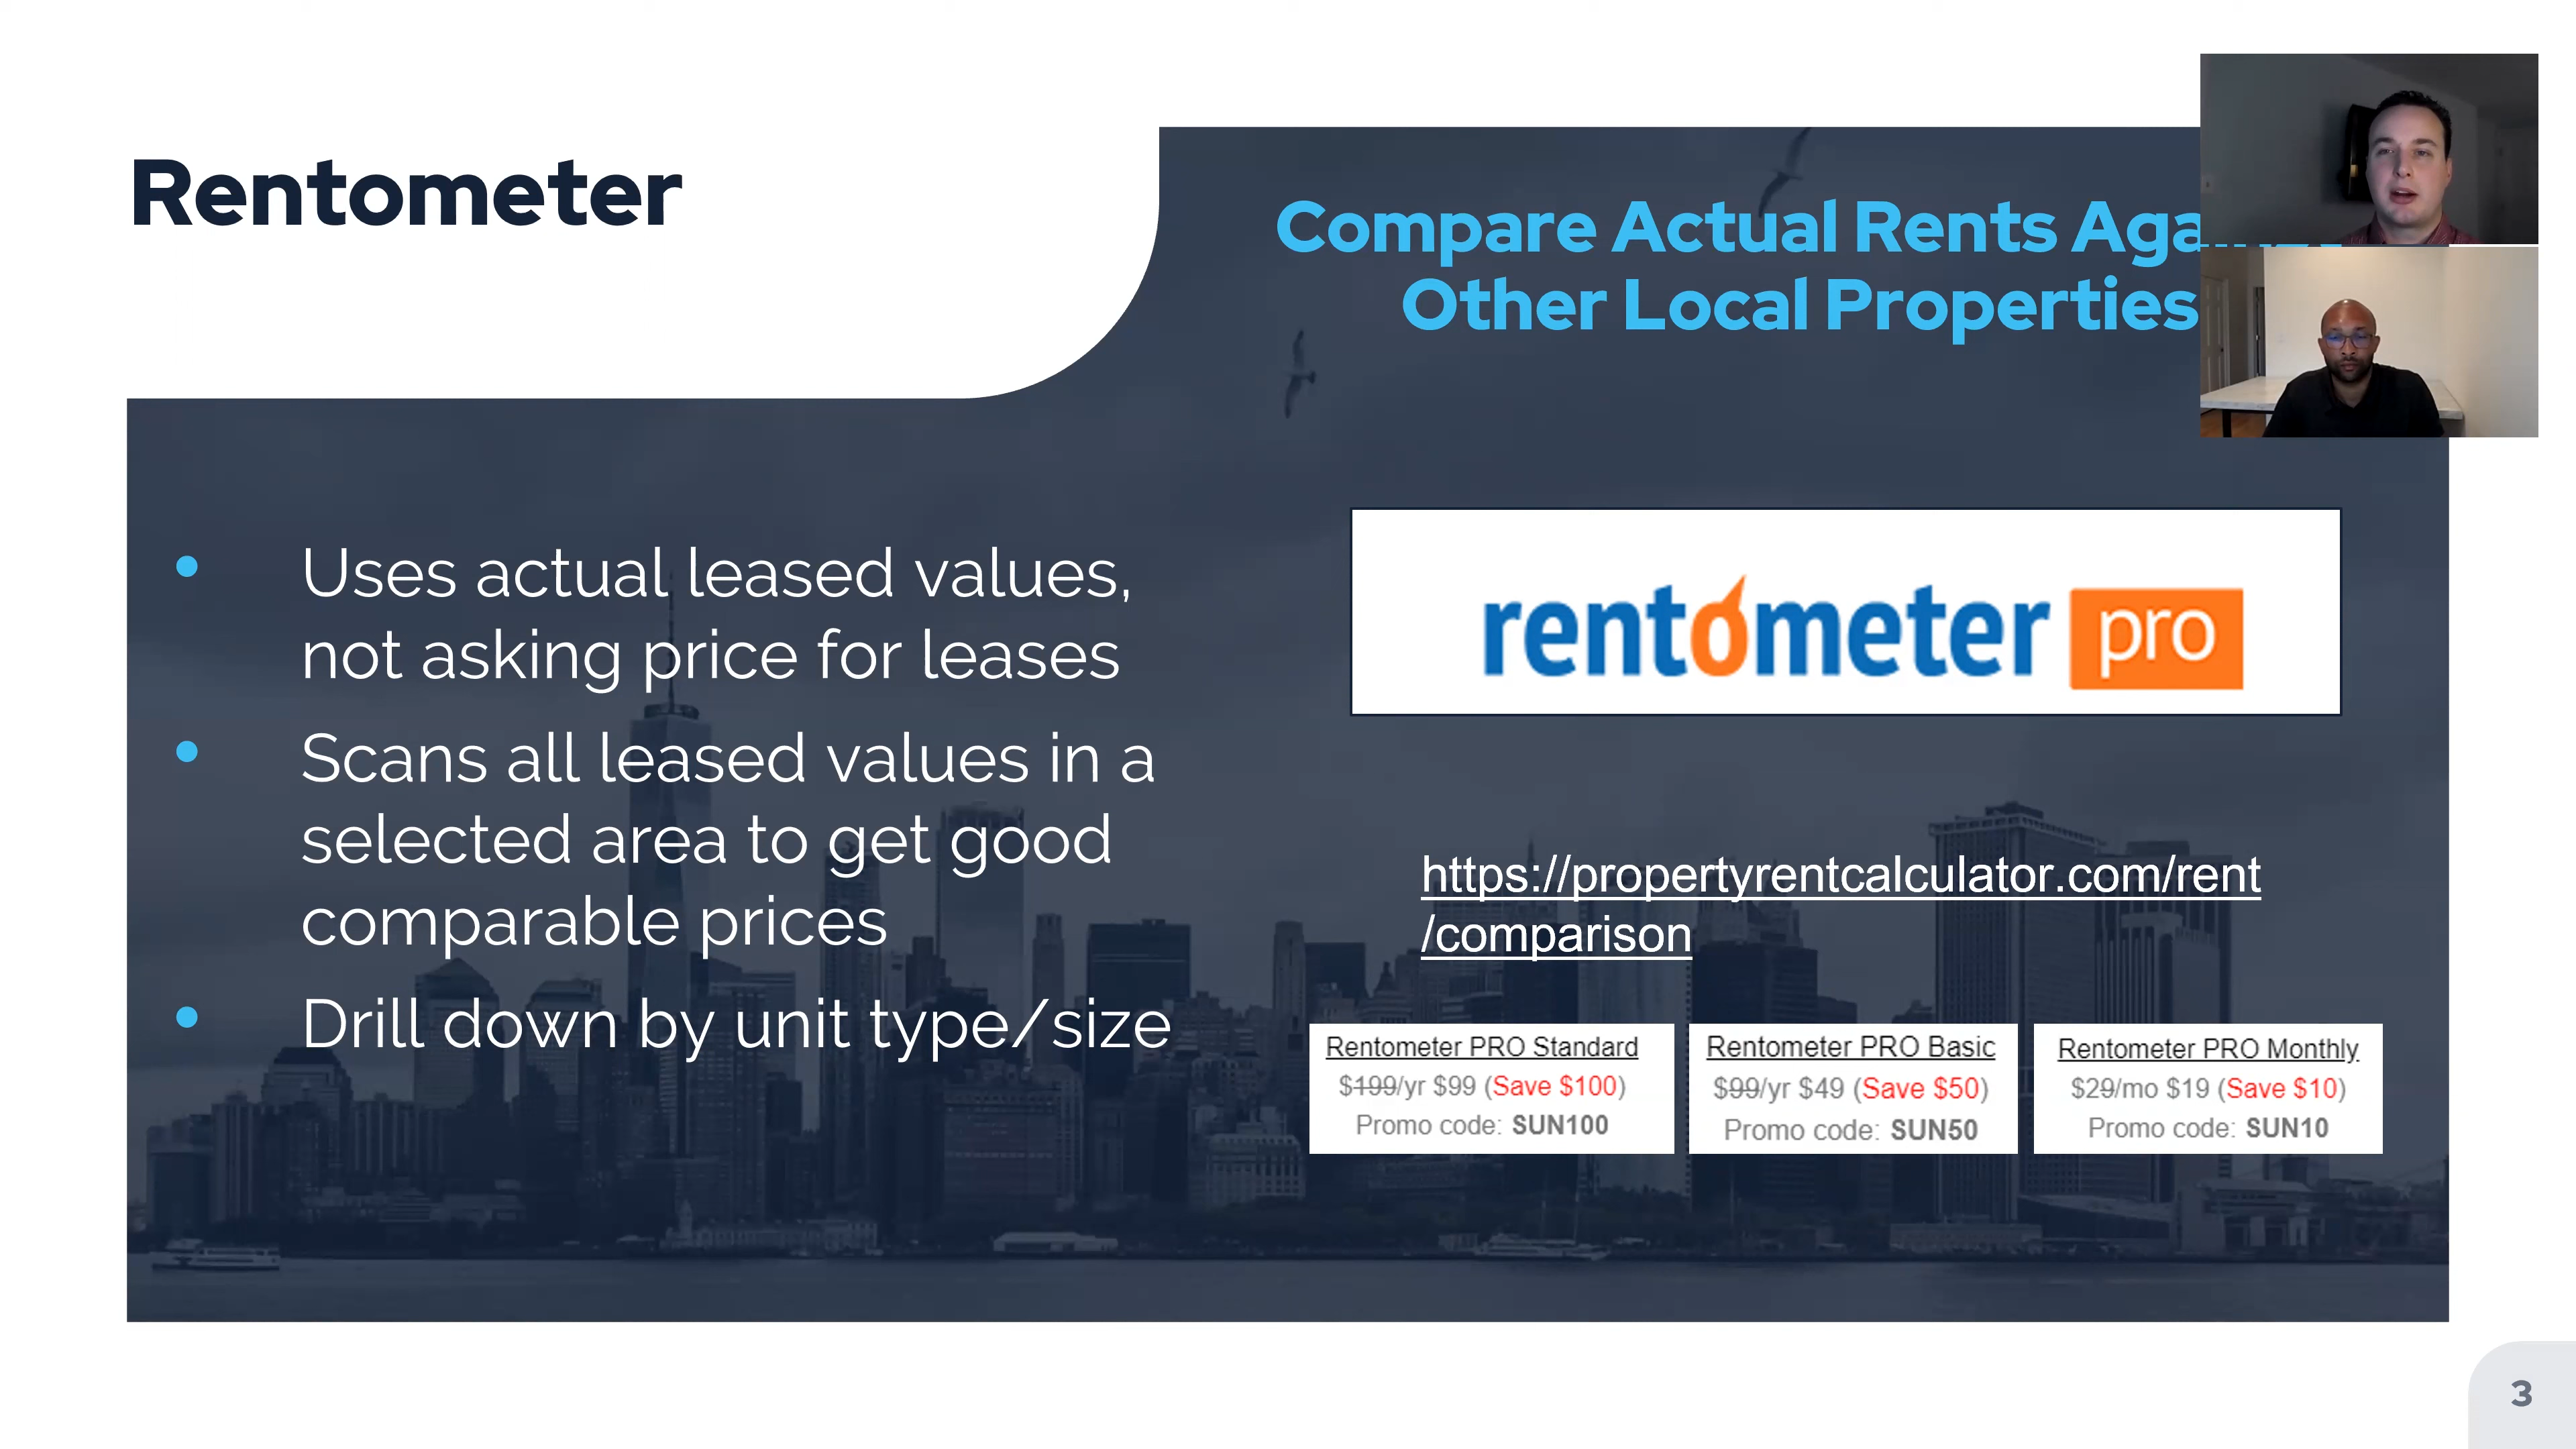 Rentometer
Compare Actual Rents
Other Local Properties
Uses actual leased values,
not asking price for leases
Scans all leased values in a
selected area to get good
comparable prices
Drill down by unit type/size
rentometer pro
https://propertyrentcalculator.com/rent
/comparison
Rentometer PRO Standard
$199/yr $99 (Save $100)
Promo code: SUN100
Rentometer PRO Basic
$99/yr $49 (Save $50)
Promo code: SUN50
Rentometer PRO Monthly
$29/mo $19 (Save $10)
Promo code: SUN10
3